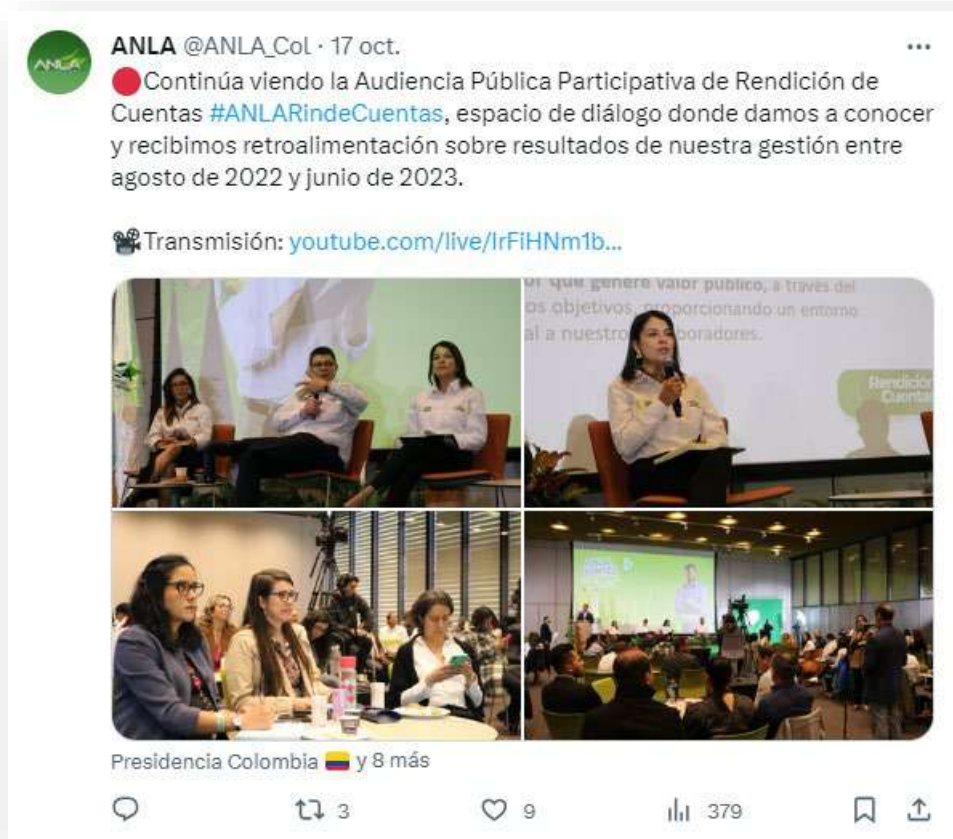 ANLA @ANLA_Col · 17 oct.
ANLA
Continúa viendo la Audiencia Pública Participativa de Rendición de
Cuentas #ANLARindeCuentas, espacio de diálogo donde damos a conocer
y recibimos retroalimentación sobre resultados de nuestra gestión entre
agosto de 2022 y junio de 2023.
Transmisión: youtube.com/live/IrFiHNm1b...
que genere valor público, a través del
os objetivos, proporcionando un entorno
al a nuestro boradores.
Rendición
Cuentas
Presidencia Colombia y 8 más
3 9 379